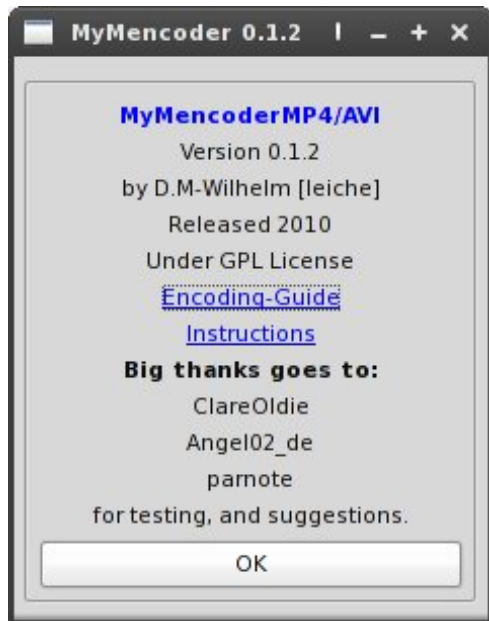 MyMencoder 0.1.2
MyMencoderMP4/AVI
Version 0.1.2
by D.M-Wilhelm [leiche]
Released 2010
Under GPL License
Encoding-Guide
Instructions
Big thanks goes to:
ClareOldie
Angel02_de
parnote
for testing, and suggestions.
OK